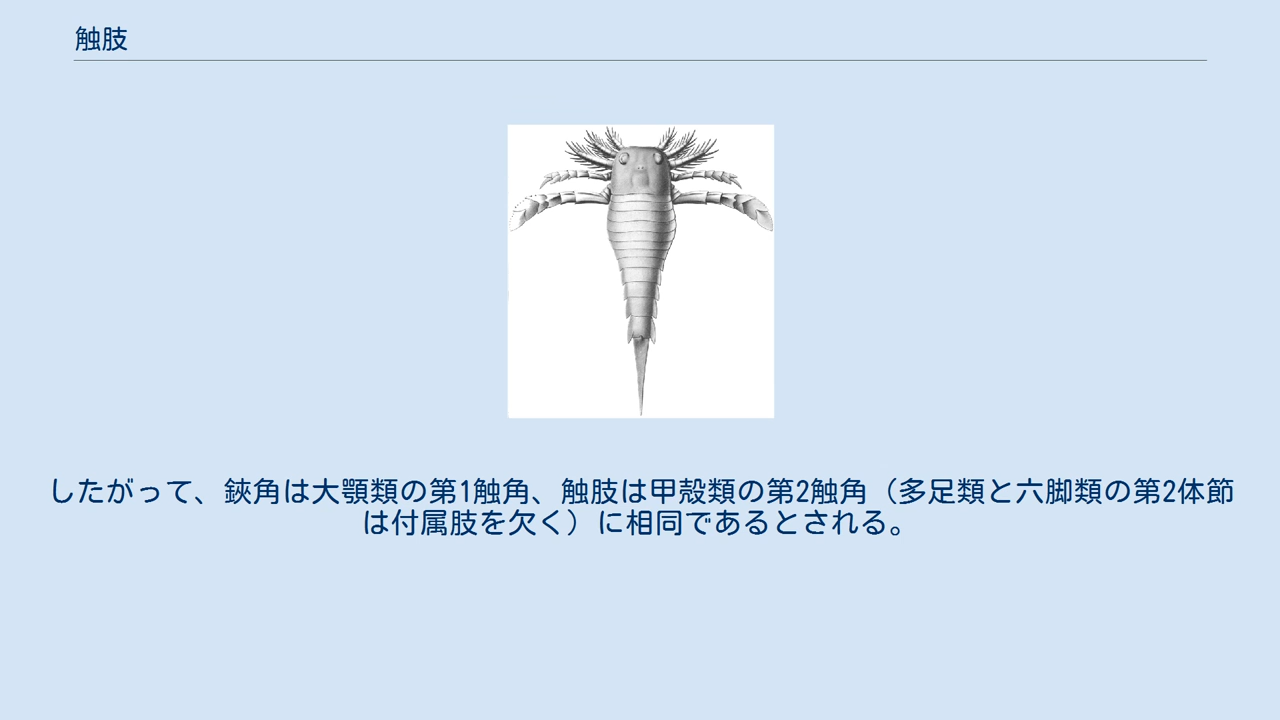 触肢
したがって、鋏角は大顎類の第1触角、触肢は甲殻類の第2触角（多足類と六脚類の第2体節
は付属肢を欠く）に相同であるとされる。